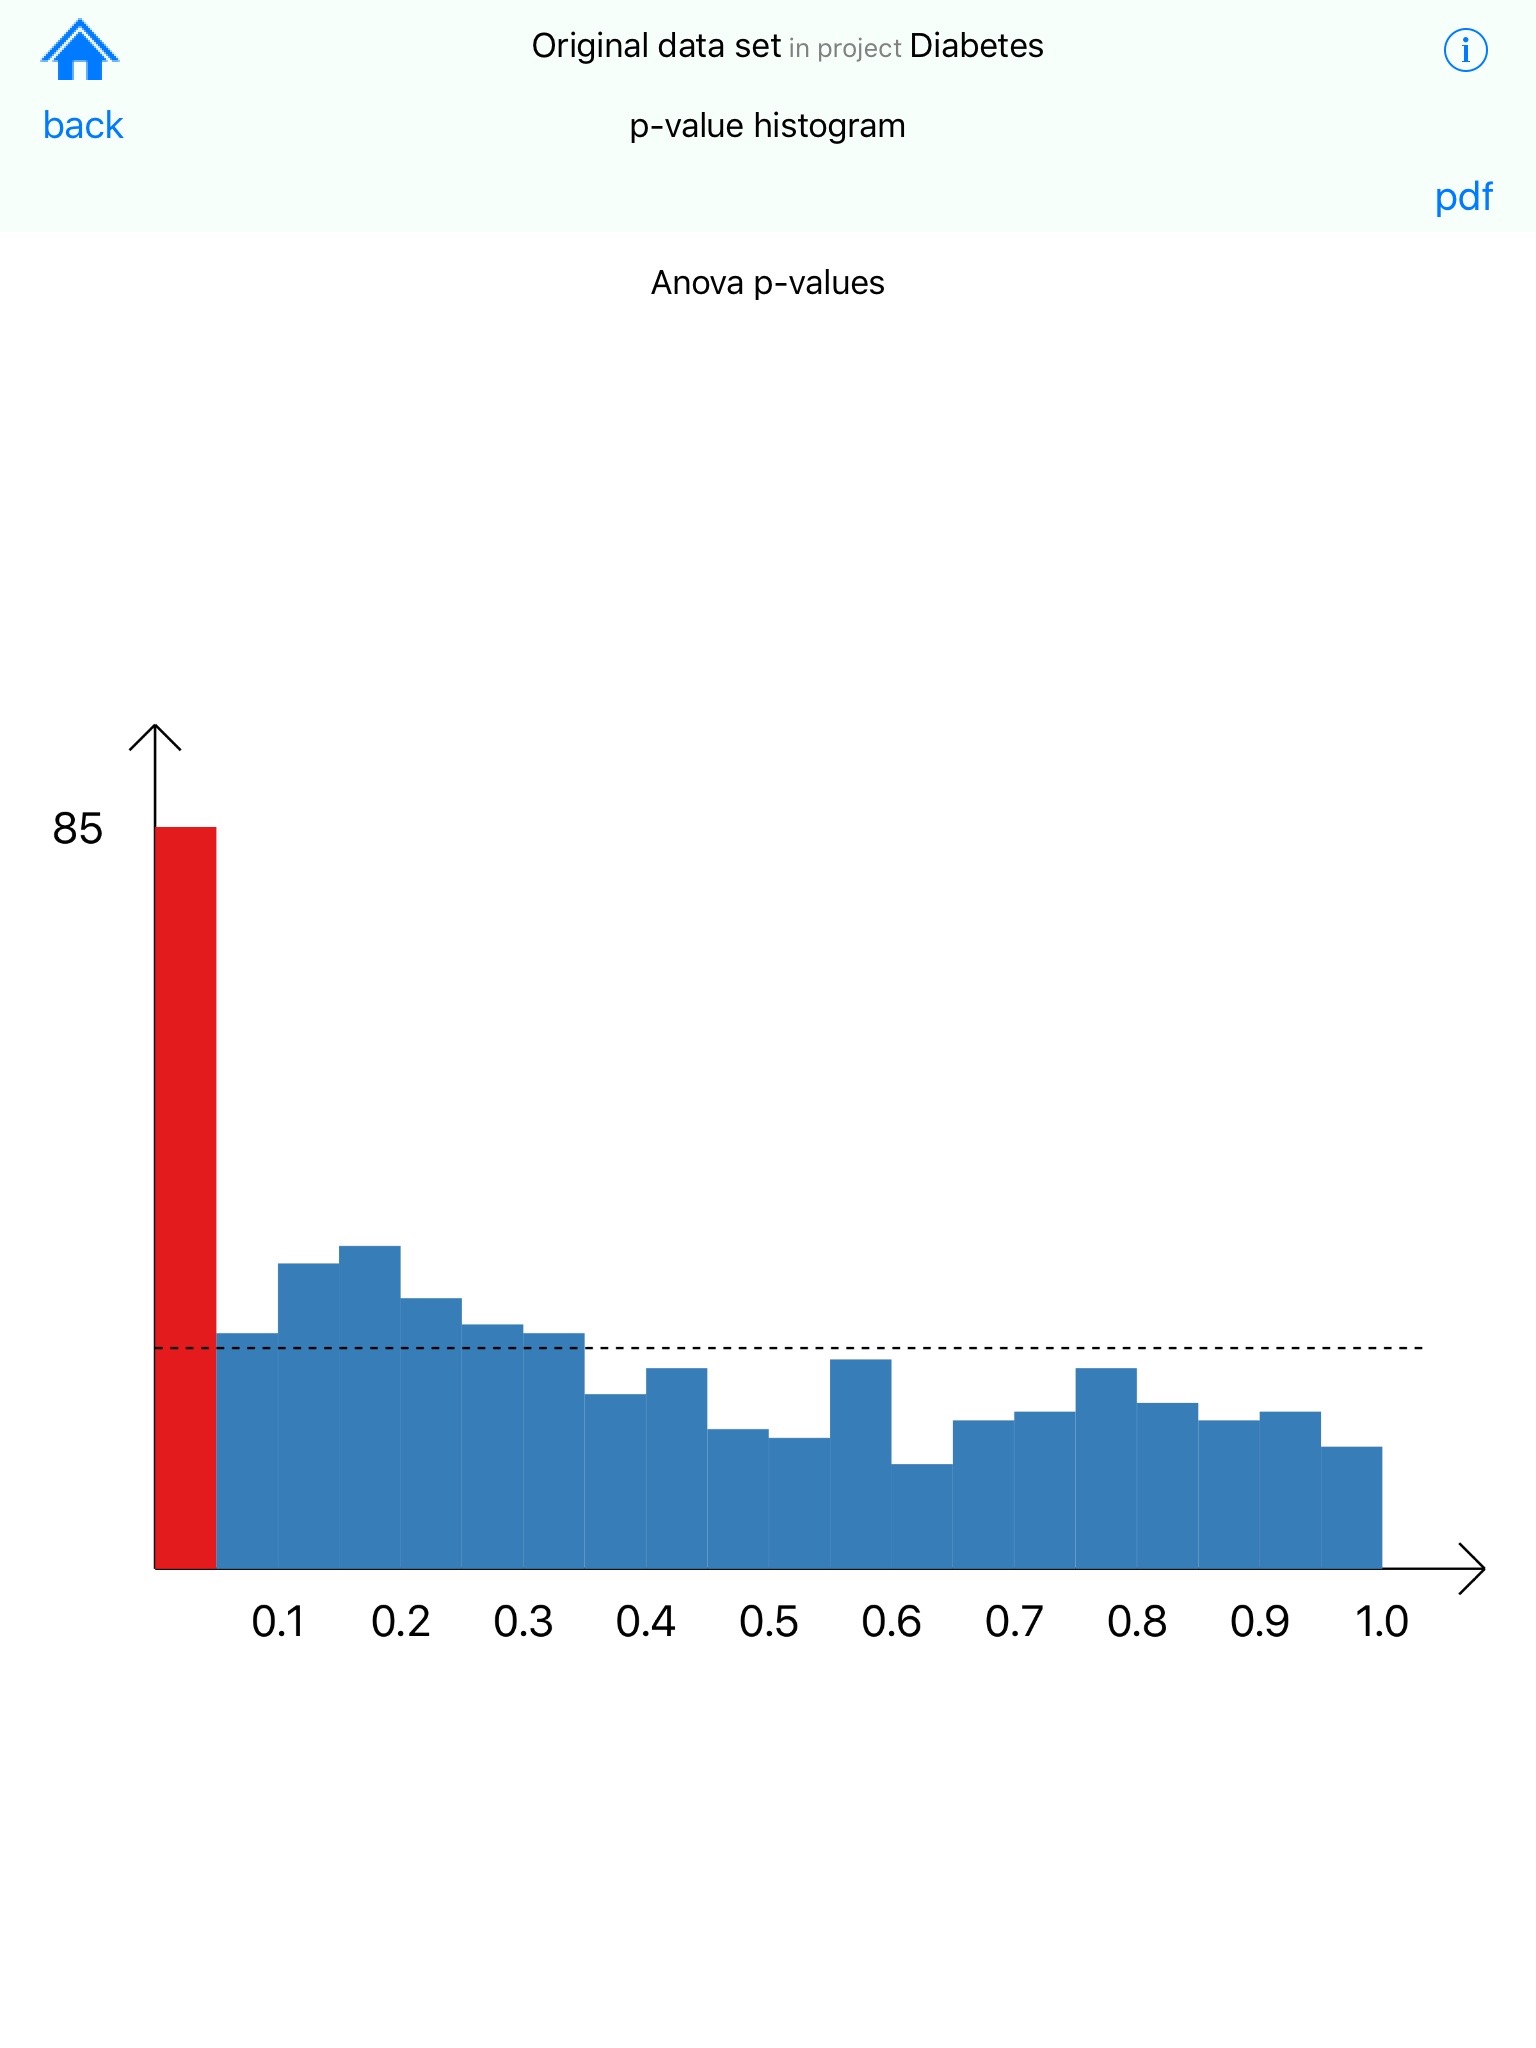 Original data set in project Diabetes
back
p-value histogram
pdf
Anova p-values
85
0.1 0.2 0.3 0.4 0.5 0.6 0.7 0.8 0.9 1.0